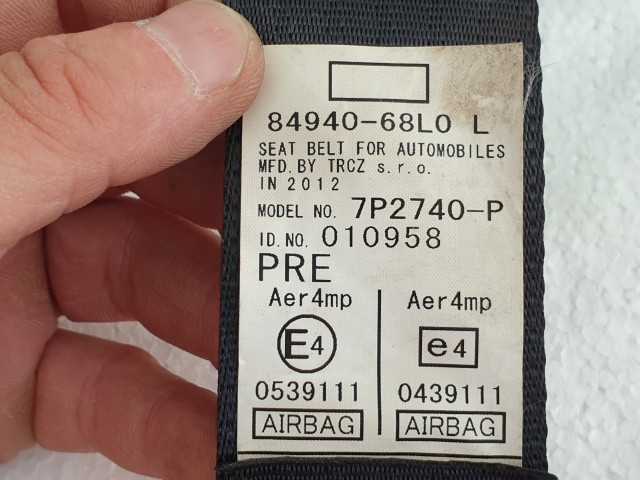 84940-68L0 L
SEAT BELT FOR AUTOMOBILES
MFD. BY TRCZ s.r.o.
IN 2012
MODEL NO. 7P2740-P
ID. NO. 010958
PRE
Aer4mp Aer4mp
E4 e4
0539111 0439111
AIRBAG AIRBAG